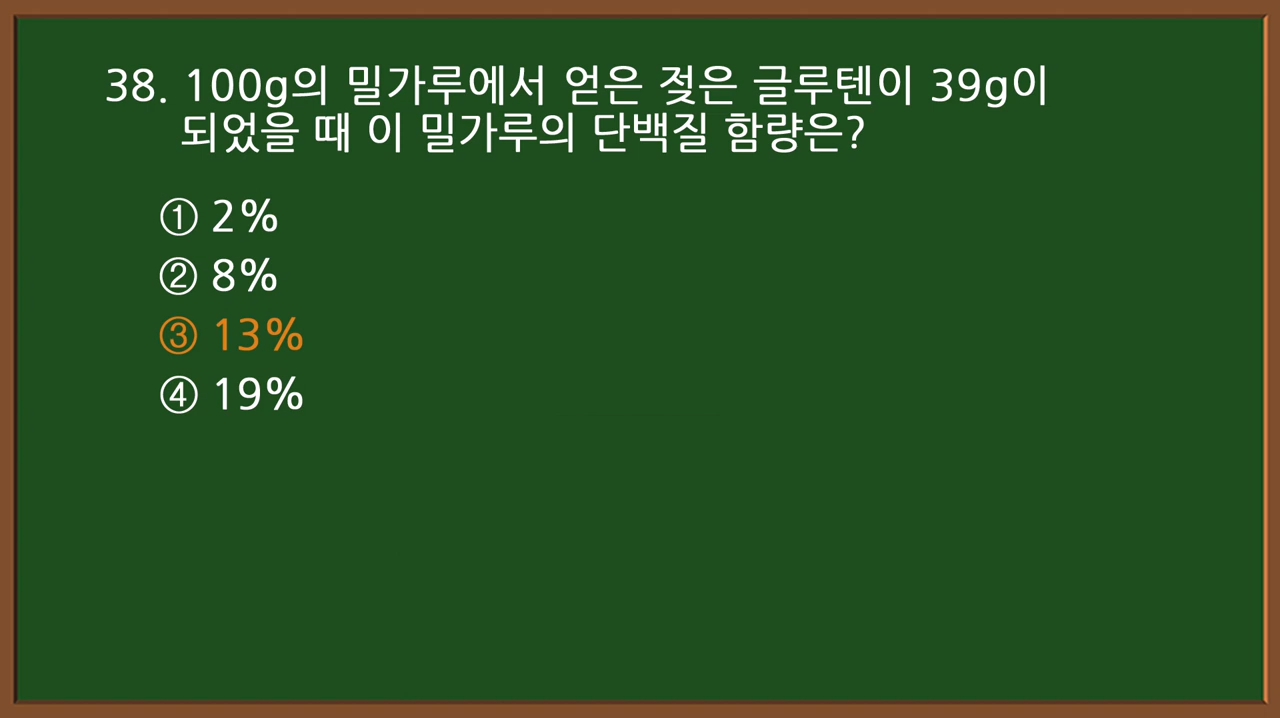 38. 100g의 밀가루에서 얻은 젖은 글루텐이 39g이
되었을 때 이 밀가루의 단백질 함량은?
① 2%
② 8%
③ 13%
④ 19%